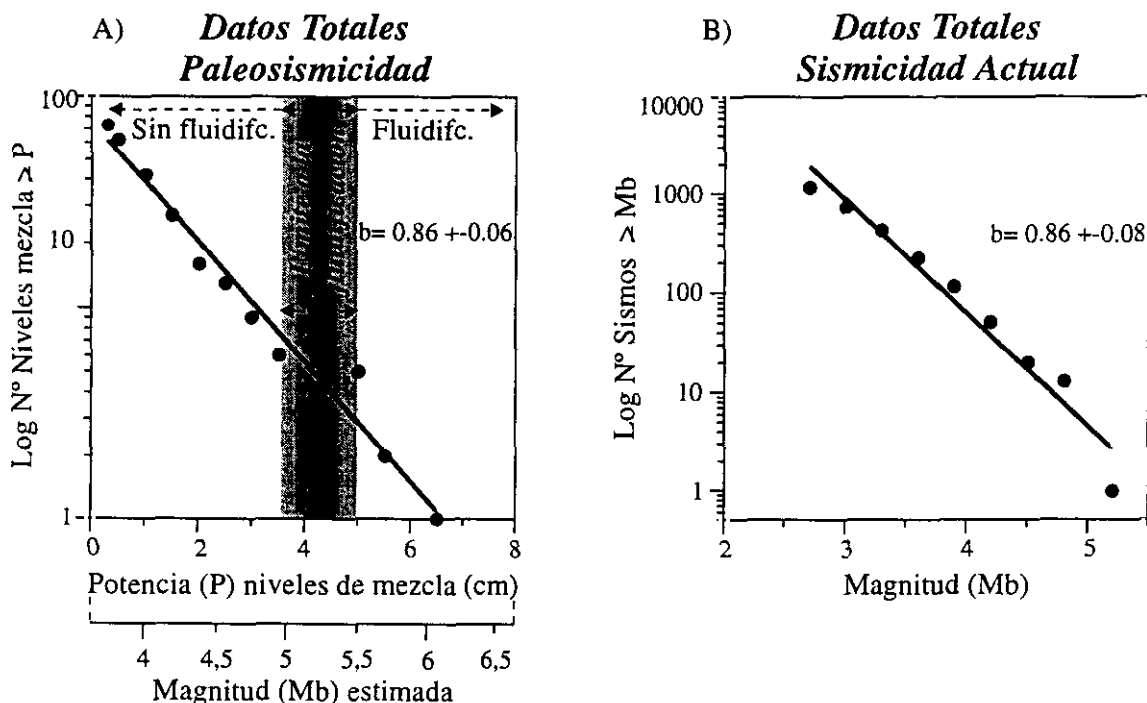 A) Datos Totales
Paleosismicidad
100
10
1
Sin fluidifc.
Fluidifc.
b= 0.86 +-0.06
Log Nº Niveles mezcla ≥ P
0 2 4 6 8
Potencia (P) niveles de mezcla (cm)
4 4,5 5 5,5 6 6,5
Magnitud (Mb) estimada
B) Datos Totales
Sismicidad Actual
10000
1000
100
10
1
b= 0.86 +-0.08
Log Nº Sismos ≥ Mb
2 3 4 5
Magnitud (Mb)